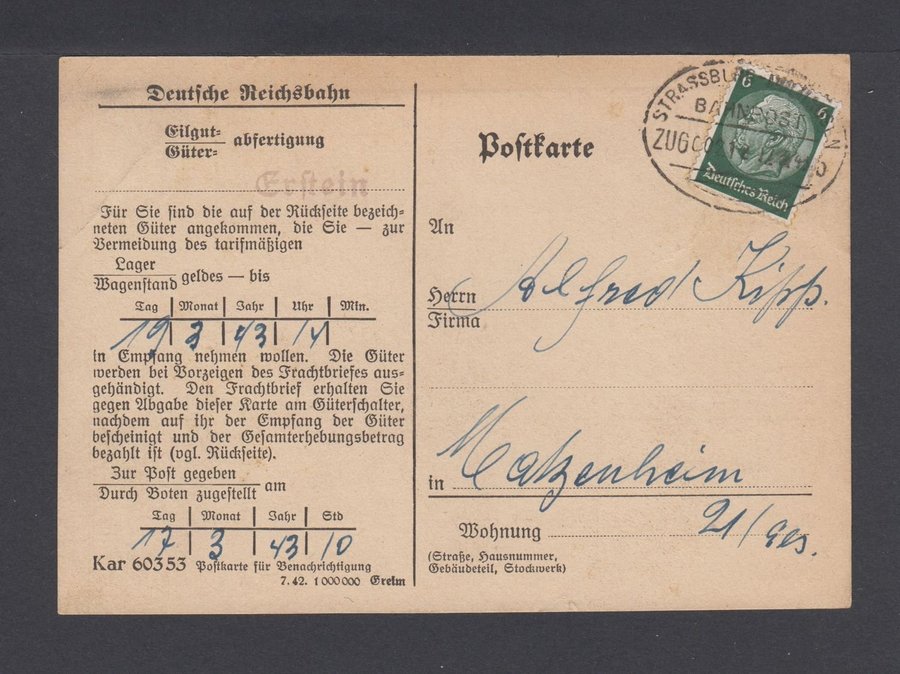 Deutsche Reichsbahn
Eilgut-
Güter- abfertigung
Erstein
Für Sie sind die auf der Rückseite bezeich-
neten Güter angekommen, die Sie — zur
Vermeidung des tarifmäßigen
Lager
Wagenstand geldes — bis
Tag Monat Jahr Uhr Min.
19 3 43 14
in Empfang nehmen wollen. Die Güter
werden bei Vorzeigen des Frachtbriefes aus-
gehändigt. Den Frachtbrief erhalten Sie
gegen Abgabe dieser Karte am Güterschalter,
nachdem auf ihr der Empfang der Güter
bescheinigt und der Gesamterhebungsbetrag
bezahlt ist (vgl. Rückseite).
Zur Post gegeben
Durch Boten zugestellt am
Tag Monat Jahr Std
17 3 43 10
Kar 60353 Postkarte für Benachrichtigung
7.42. 1000000 Grelm
Postkarte
STRASSBURG
BAHNPOST
ZUG
6 6
Deutsches Reich
An
Herrn Alfred Kipp.
Firma
in Matzenheim
Wohnung 21/
(Straße, Hausnummer,
Gebäudeteil, Stockwerk)